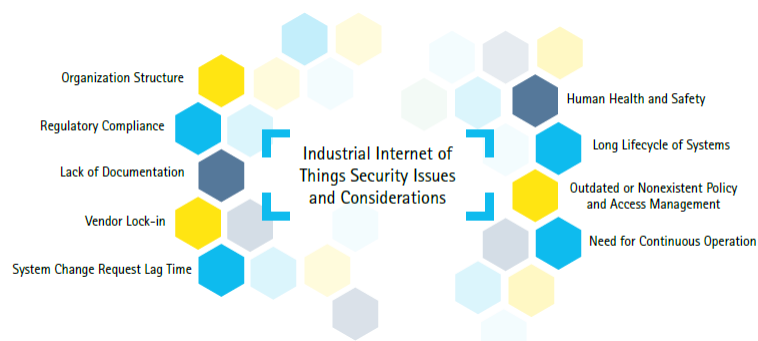 Organization Structure
Regulatory Compliance
Lack of Documentation
Vendor Lock-in
System Change Request Lag Time
Industrial Internet of
Things Security Issues
and Considerations
Human Health and Safety
Long Lifecycle of Systems
Outdated or Nonexistent Policy
and Access Management
Need for Continuous Operation